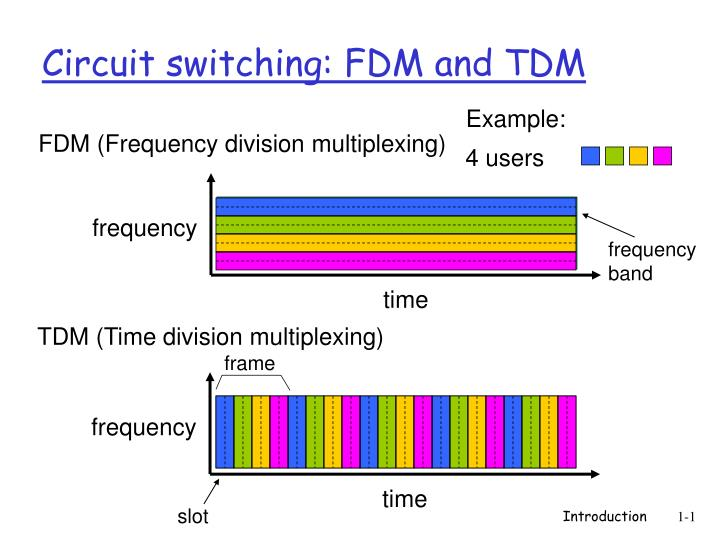 Circuit switching: FDM and TDM
Example:
FDM (Frequency division multiplexing)
4 users
frequency
frequency
band
time
TDM (Time division multiplexing)
frame
frequency
time
slot
Introduction 1-1